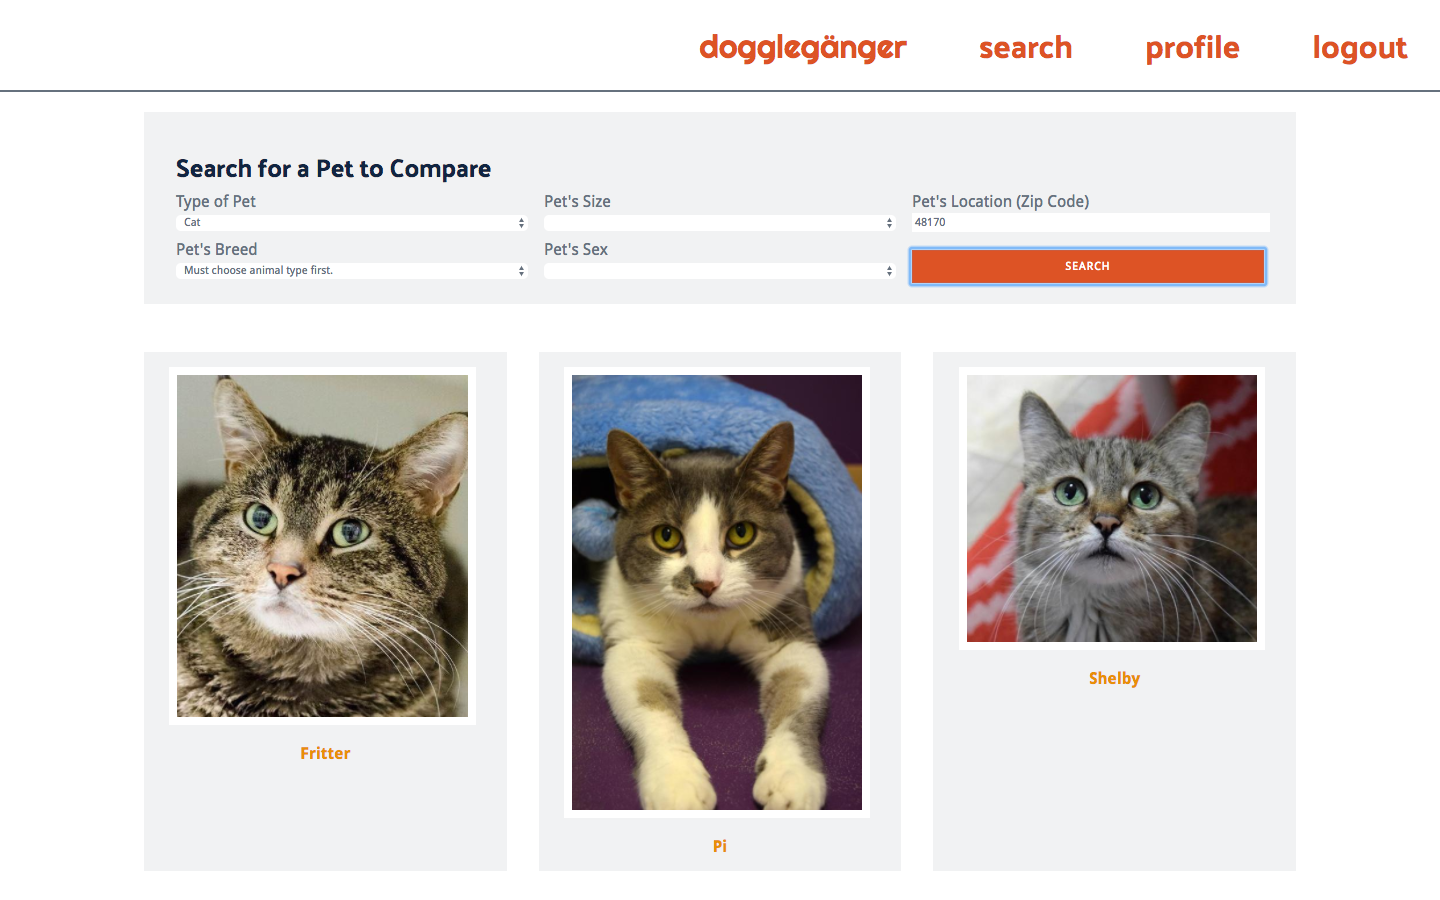 dogglegänger search profile logout
Search for a Pet to Compare
Type of Pet
Cat
Pet's Size
Pet's Location (Zip Code)
48170
Pet's Breed
Must choose animal type first.
Pet's Sex
SEARCH
Fritter
Pi
Shelby